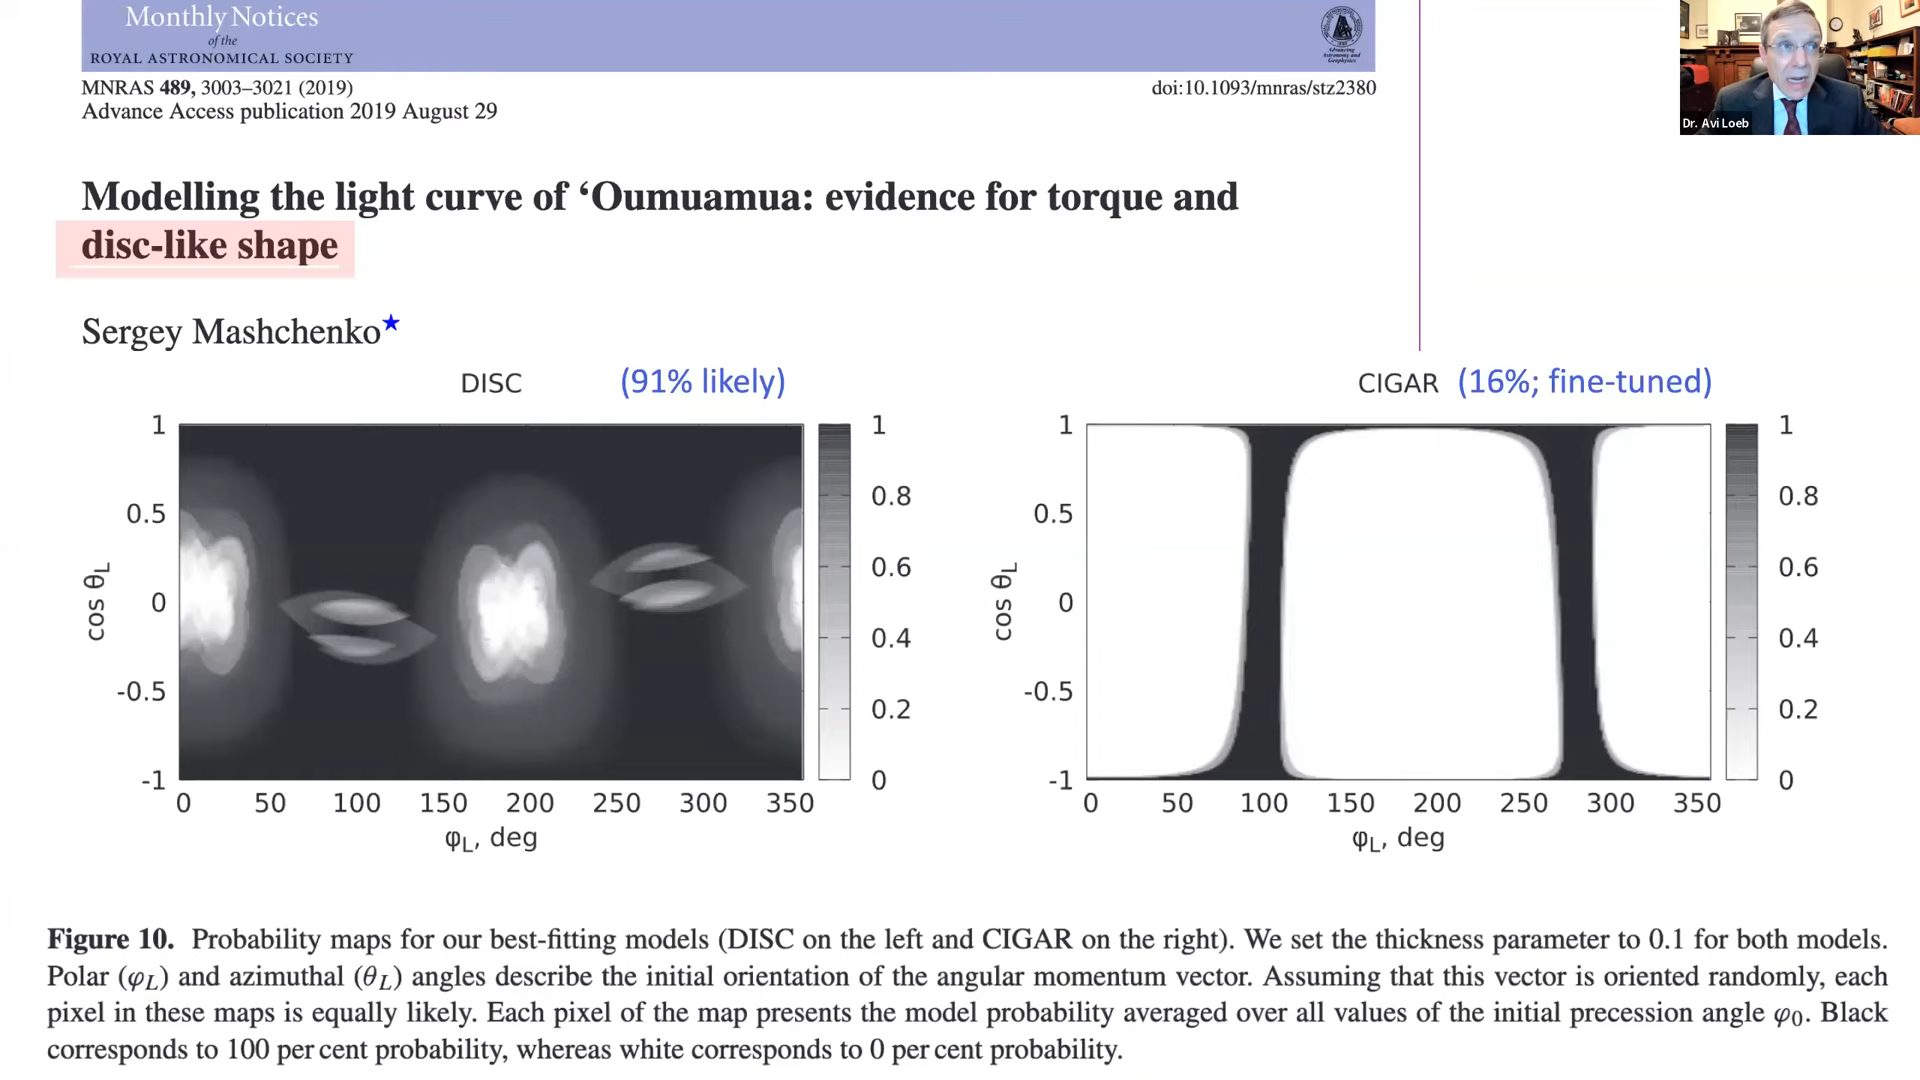 Monthly Notices
of the
ROYAL ASTRONOMICAL SOCIETY
Advancing
Astronomy and
Geophysics
MNRAS 489, 3003–3021 (2019)
doi:10.1093/mnras/stz2380
Advance Access publication 2019 August 29
Dr. Avi Loeb
Modelling the light curve of ‘Oumuamua: evidence for torque and
disc-like shape
Sergey Mashchenko★
DISC (91% likely)
1
0.5
0
-0.5
-1
cos θL
0 50 100 150 200 250 300 350
φL, deg
1
0.8
0.6
0.4
0.2
0
CIGAR (16%; fine-tuned)
1
0.5
0
-0.5
-1
cos θL
0 50 100 150 200 250 300 350
φL, deg
1
0.8
0.6
0.4
0.2
0
Figure 10. Probability maps for our best-fitting models (DISC on the left and CIGAR on the right). We set the thickness parameter to 0.1 for both models.
Polar (φL) and azimuthal (θL) angles describe the initial orientation of the angular momentum vector. Assuming that this vector is oriented randomly, each
pixel in these maps is equally likely. Each pixel of the map presents the model probability averaged over all values of the initial precession angle φ0. Black
corresponds to 100 per cent probability, whereas white corresponds to 0 per cent probability.